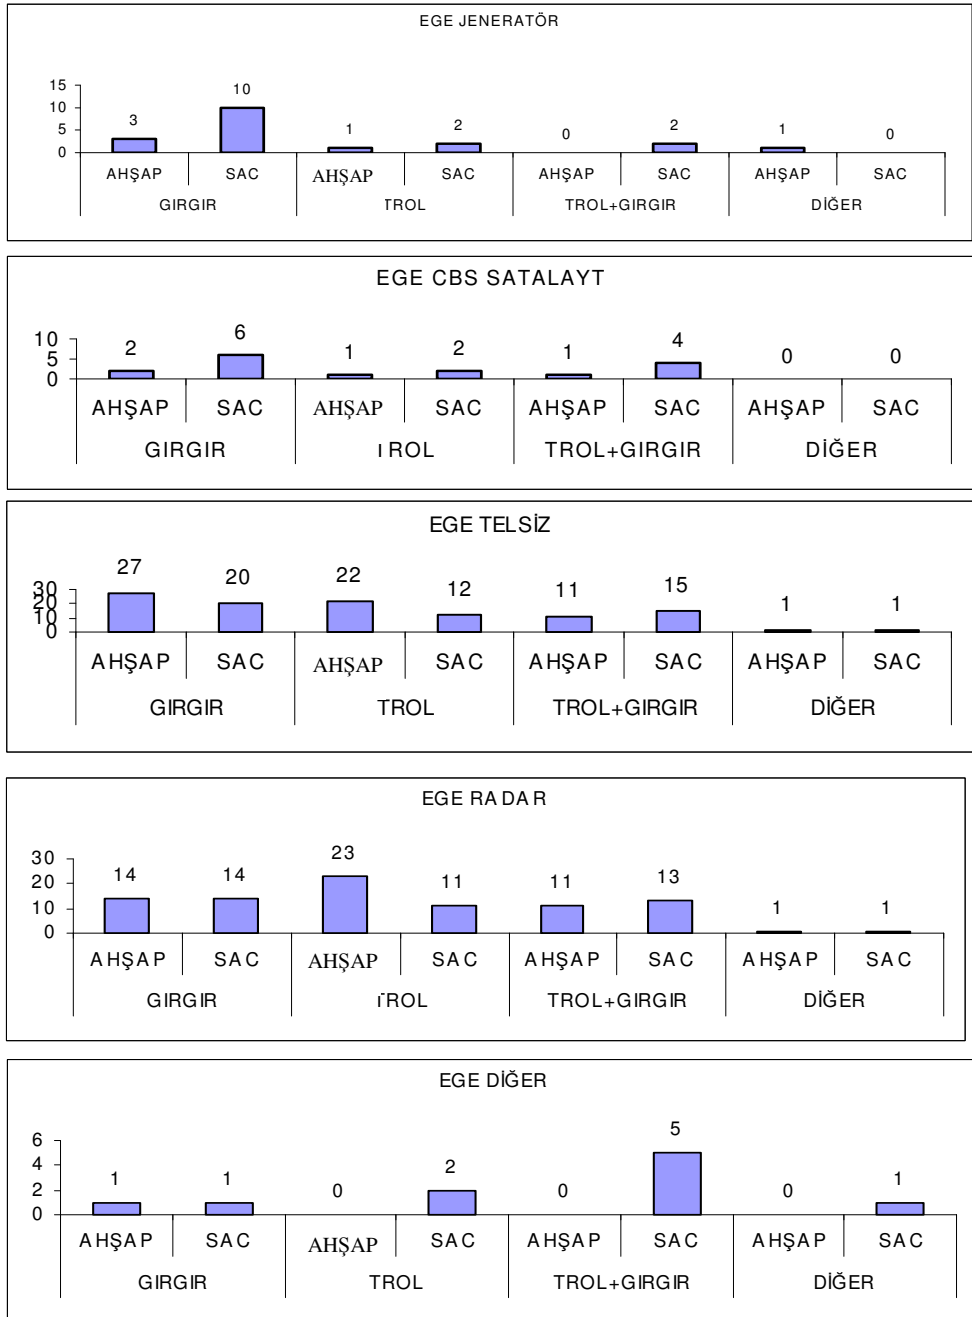 EGE JENERATÖR
15
10
5
0
3 10 1 2 0 2 1 0
AHŞAP SAC AHŞAP SAC AHŞAP SAC AHŞAP SAC
GIRGIR TROL TROL+GIRGIR DİĞER
EGE CBS SATALAYT
10
5
0
2 6 1 2 1 4 0 0
AHŞAP SAC AHŞAP SAC AHŞAP SAC AHŞAP SAC
GIRGIR TROL TROL+GIRGIR DİĞER
EGE TELSİZ
30
20
10
0
27 20 22 12 11 15 1 1
AHŞAP SAC AHŞAP SAC AHŞAP SAC AHŞAP SAC
GIRGIR TROL TROL+GIRGIR DİĞER
EGE RADAR
30
20
10
0
14 14 23 11 11 13 1 1
AHŞAP SAC AHŞAP SAC AHŞAP SAC AHŞAP SAC
GIRGIR TROL TROL+GIRGIR DİĞER
EGE DİĞER
6
4
2
0
1 1 0 2 0 5 0 1
AHŞAP SAC AHŞAP SAC AHŞAP SAC AHŞAP SAC
GIRGIR TROL TROL+GIRGIR DİĞER